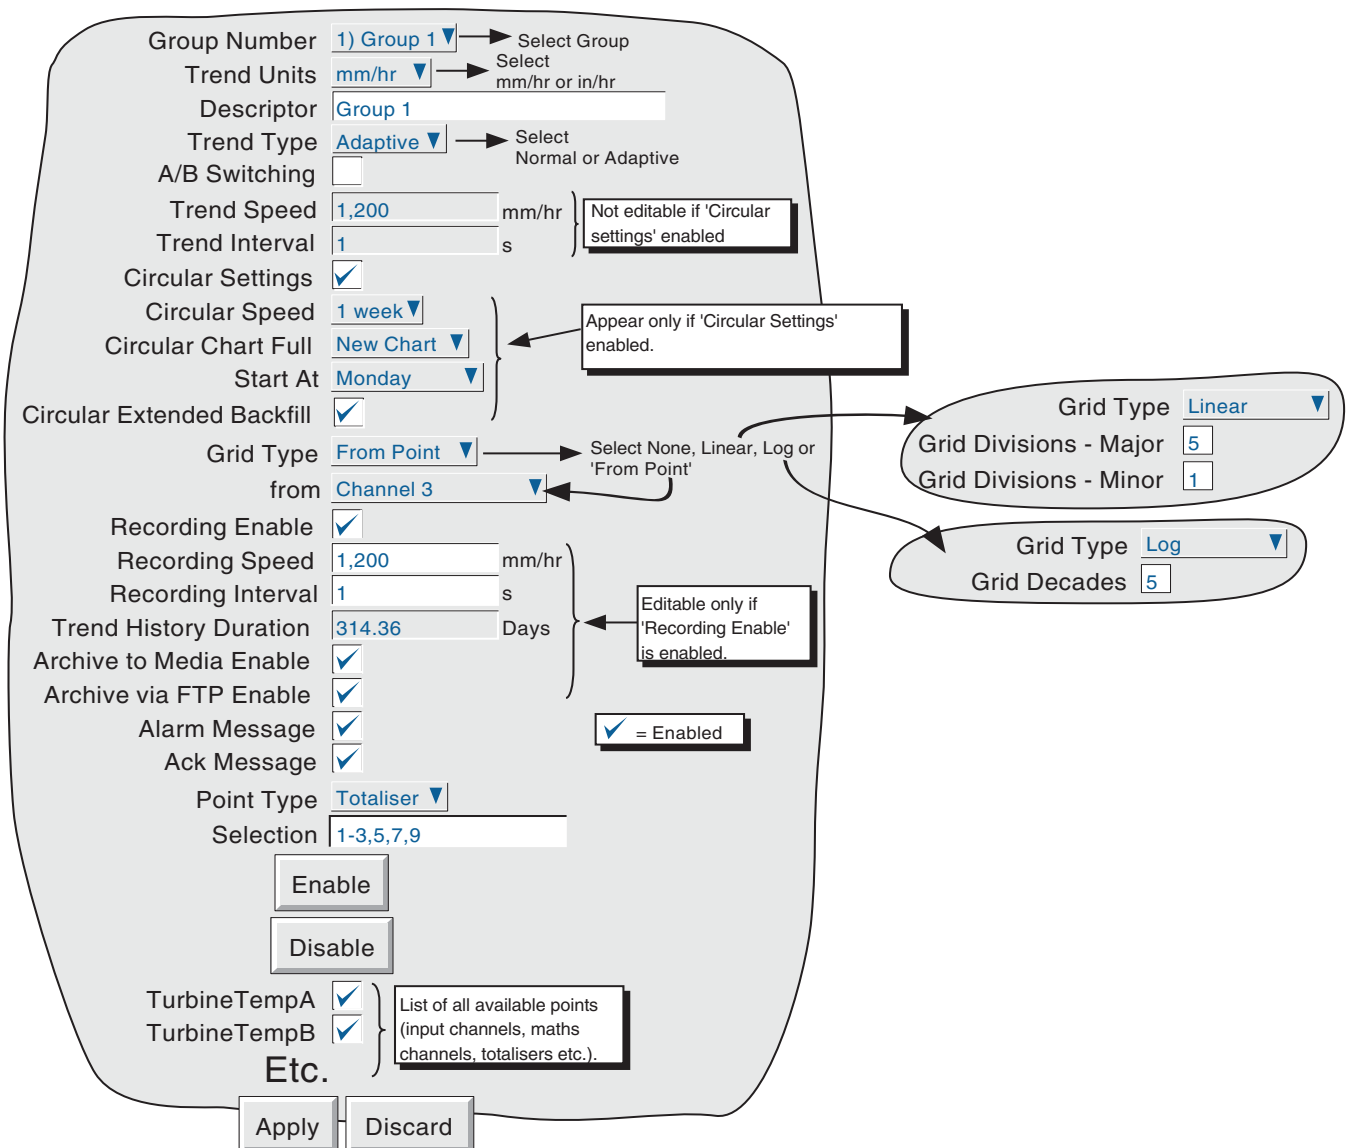 Group Number 1) Group 1 Select Group
Trend Units mm/hr Select
mm/hr or in/hr
Descriptor Group 1
Trend Type Adaptive Select
Normal or Adaptive
A/B Switching
Trend Speed 1,200 mm/hr
Trend Interval 1 s
Not editable if 'Circular
settings' enabled
Circular Settings
Circular Speed 1 week
Circular Chart Full New Chart
Start At Monday
Circular Extended Backfill
Appear only if 'Circular Settings'
enabled.
Grid Type From Point
Select None, Linear, Log or
'From Point'
from Channel 3
Grid Type Linear
Grid Divisions - Major 5
Grid Divisions - Minor 1
Grid Type Log
Grid Decades 5
Recording Enable
Recording Speed 1,200 mm/hr
Recording Interval 1 s
Trend History Duration 314.36 Days
Archive to Media Enable
Archive via FTP Enable
Editable only if
'Recording Enable'
is enabled.
Alarm Message
Ack Message
= Enabled
Point Type Totaliser
Selection 1-3,5,7,9
Enable
Disable
TurbineTempA
TurbineTempB
Etc.
List of all available points
(input channels, maths
channels, totalisers etc.).
Apply Discard